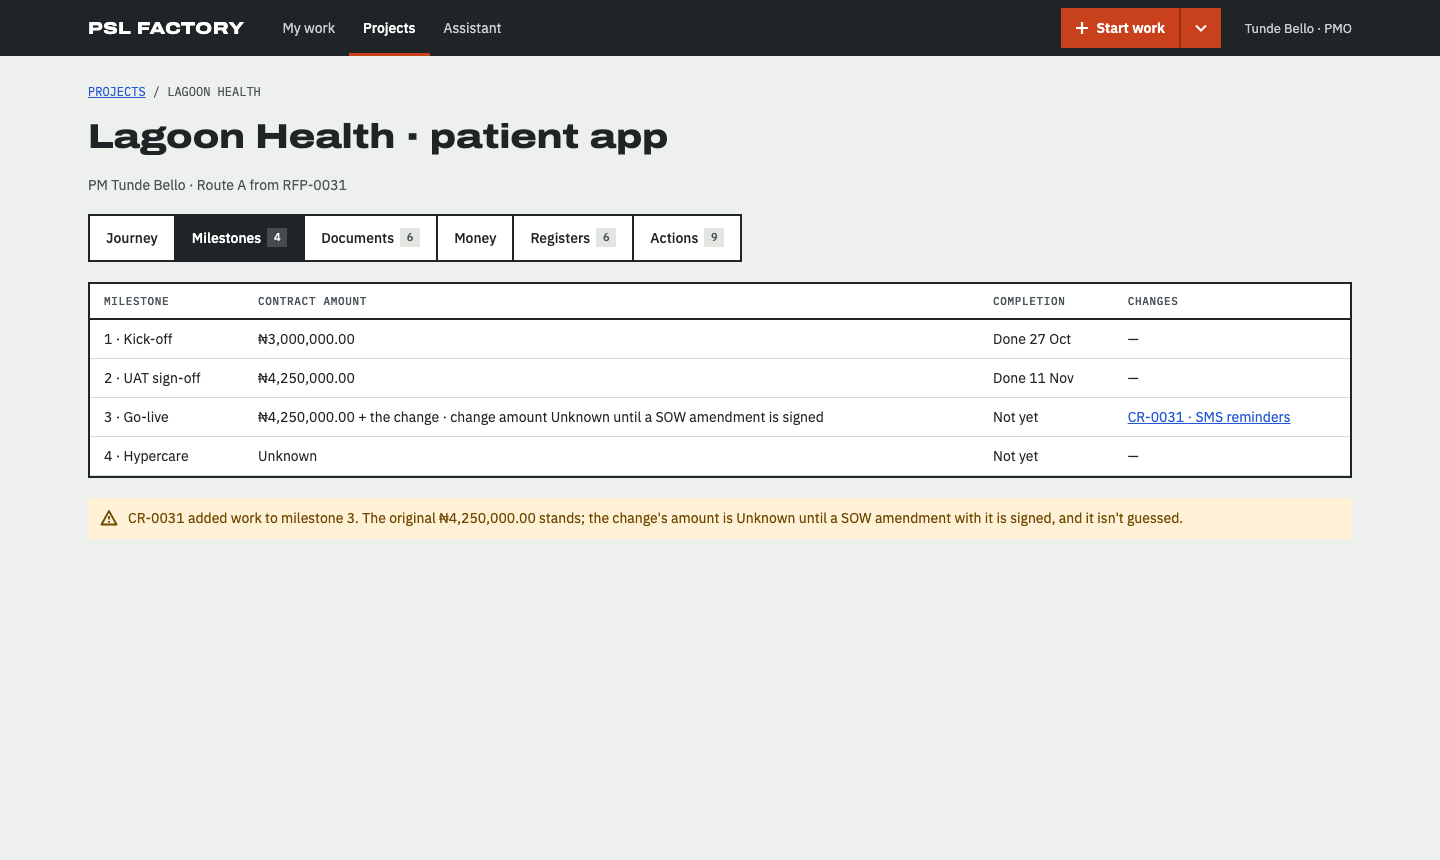 PSL FACTORY
My work
Projects
Assistant
Start work
Tunde Bello · PMO
PROJECTS / LAGOON HEALTH
Lagoon Health · patient app
PM Tunde Bello · Route A from RFP-0031
Journey
Milestones 4
Documents 6
Money
Registers 6
Actions 9
MILESTONE CONTRACT AMOUNT COMPLETION CHANGES
1 · Kick-off ₦3,000,000.00 Done 27 Oct —
2 · UAT sign-off ₦4,250,000.00 Done 11 Nov —
3 · Go-live ₦4,250,000.00 + the change · change amount Unknown until a SOW amendment is signed Not yet CR-0031 · SMS reminders
4 · Hypercare Unknown Not yet —
CR-0031 added work to milestone 3. The original ₦4,250,000.00 stands; the change's amount is Unknown until a SOW amendment with it is signed, and it isn't guessed.